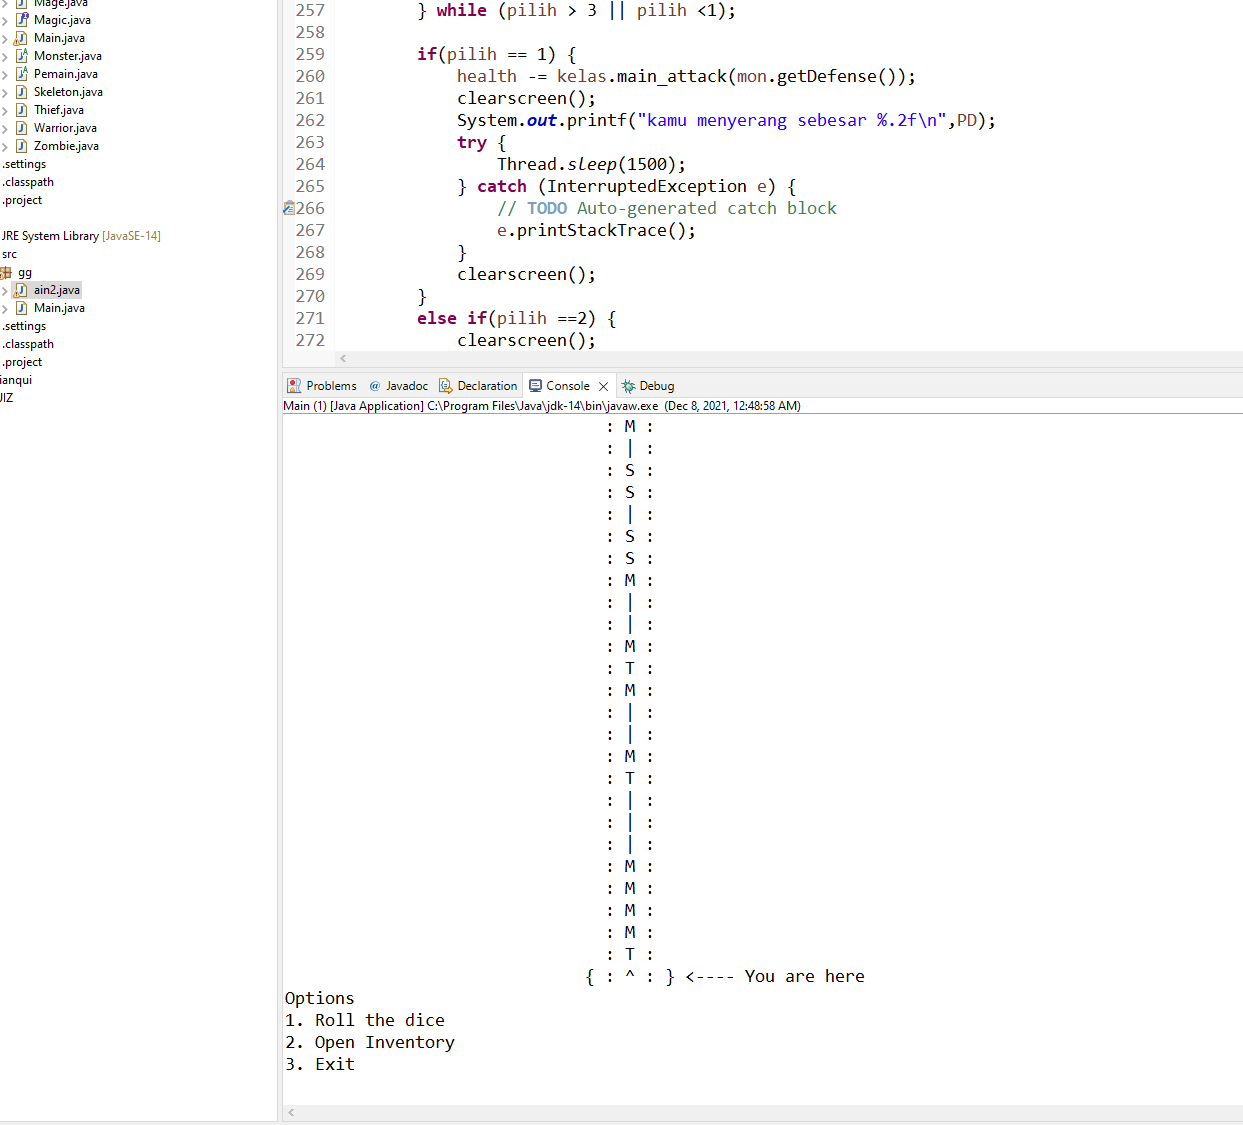 Mage.java
Magic.java
Main.java
Monster.java
Pemain.java
Skeleton.java
Thief.java
Warrior.java
Zombie.java
.settings
.classpath
.project
JRE System Library [JavaSE-14]
src
gg
ain2.java
Main.java
.settings
.classpath
.project
ianqui
UIZ
257 } while (pilih > 3 || pilih <1);
258
259 if(pilih == 1) {
260 health -= kelas.main_attack(mon.getDefense());
261 clearscreen();
262 System.out.printf("kamu menyerang sebesar %.2f\n",PD);
263 try {
264 Thread.sleep(1500);
265 } catch (InterruptedException e) {
266 // TODO Auto-generated catch block
267 e.printStackTrace();
268 }
269 clearscreen();
270 }
271 else if(pilih ==2) {
272 clearscreen();
Problems @ Javadoc Declaration Console Debug
Main (1) [Java Application] C:\Program Files\Java\jdk-14\bin\javaw.exe (Dec 8, 2021, 12:48:58 AM)
: M :
: | :
: S :
: S :
: | :
: S :
: S :
: M :
: | :
: | :
: M :
: T :
: M :
: | :
: | :
: M :
: T :
: | :
: | :
: | :
: M :
: M :
: M :
: M :
: T :
{ : ^ : } <---- You are here
Options
1. Roll the dice
2. Open Inventory
3. Exit